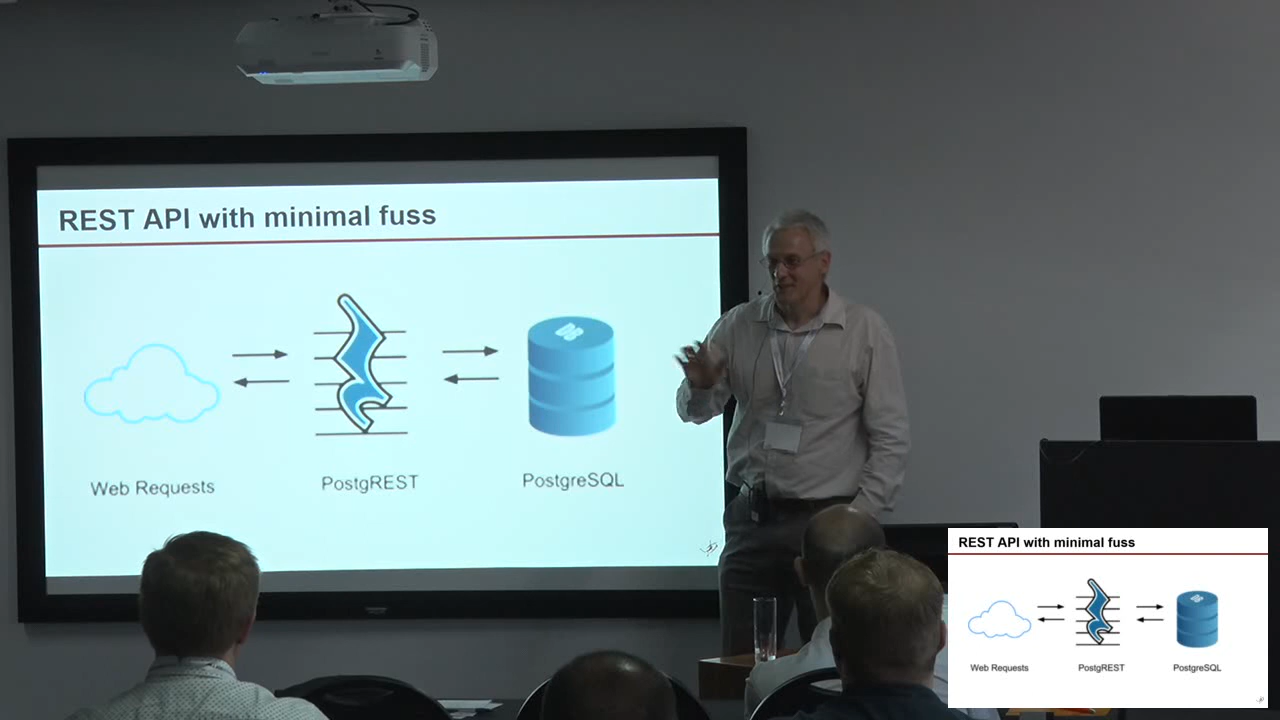 REST API with minimal fuss
Web Requests
PostgREST
PostgreSQL
REST API with minimal fuss
Web Requests
PostgREST
PostgreSQL